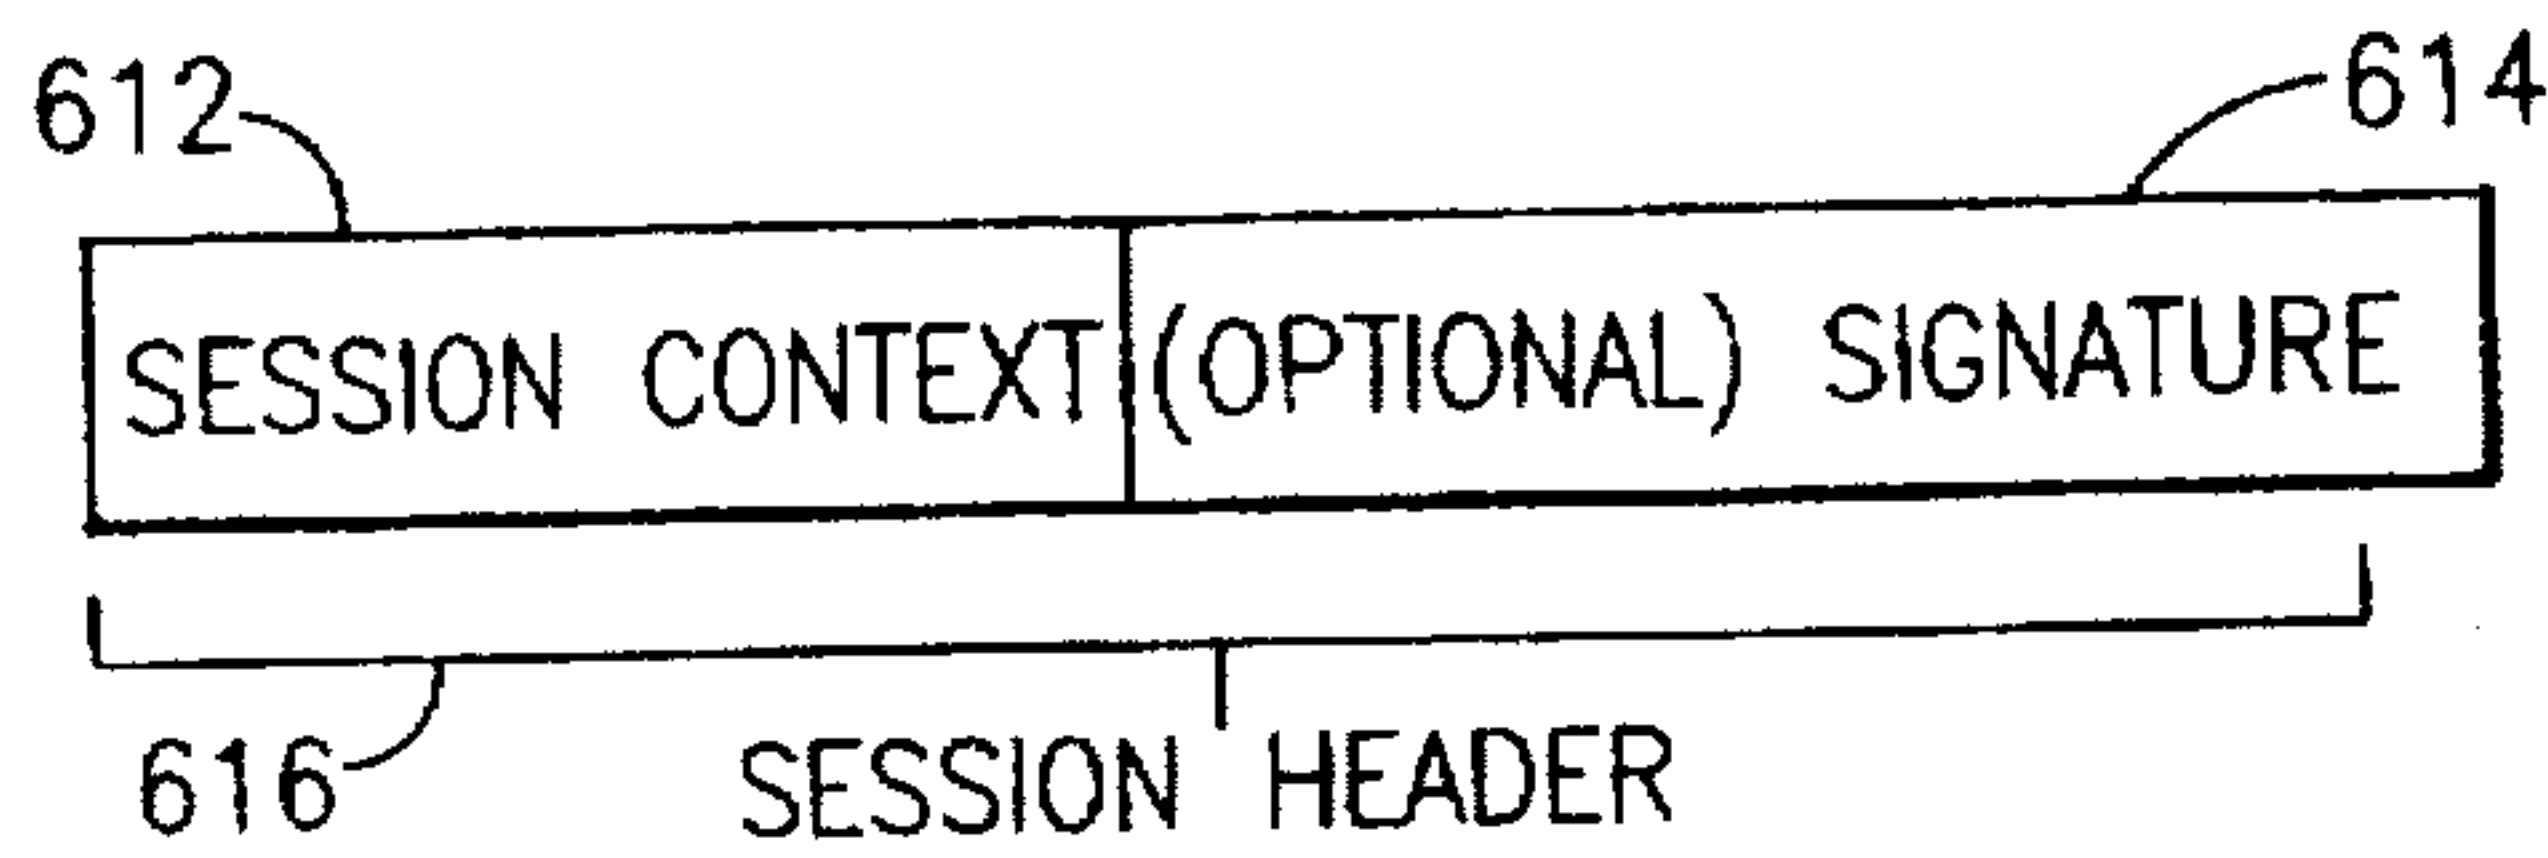 612 614
SESSION CONTEXT (OPTIONAL) SIGNATURE
616 SESSION HEADER